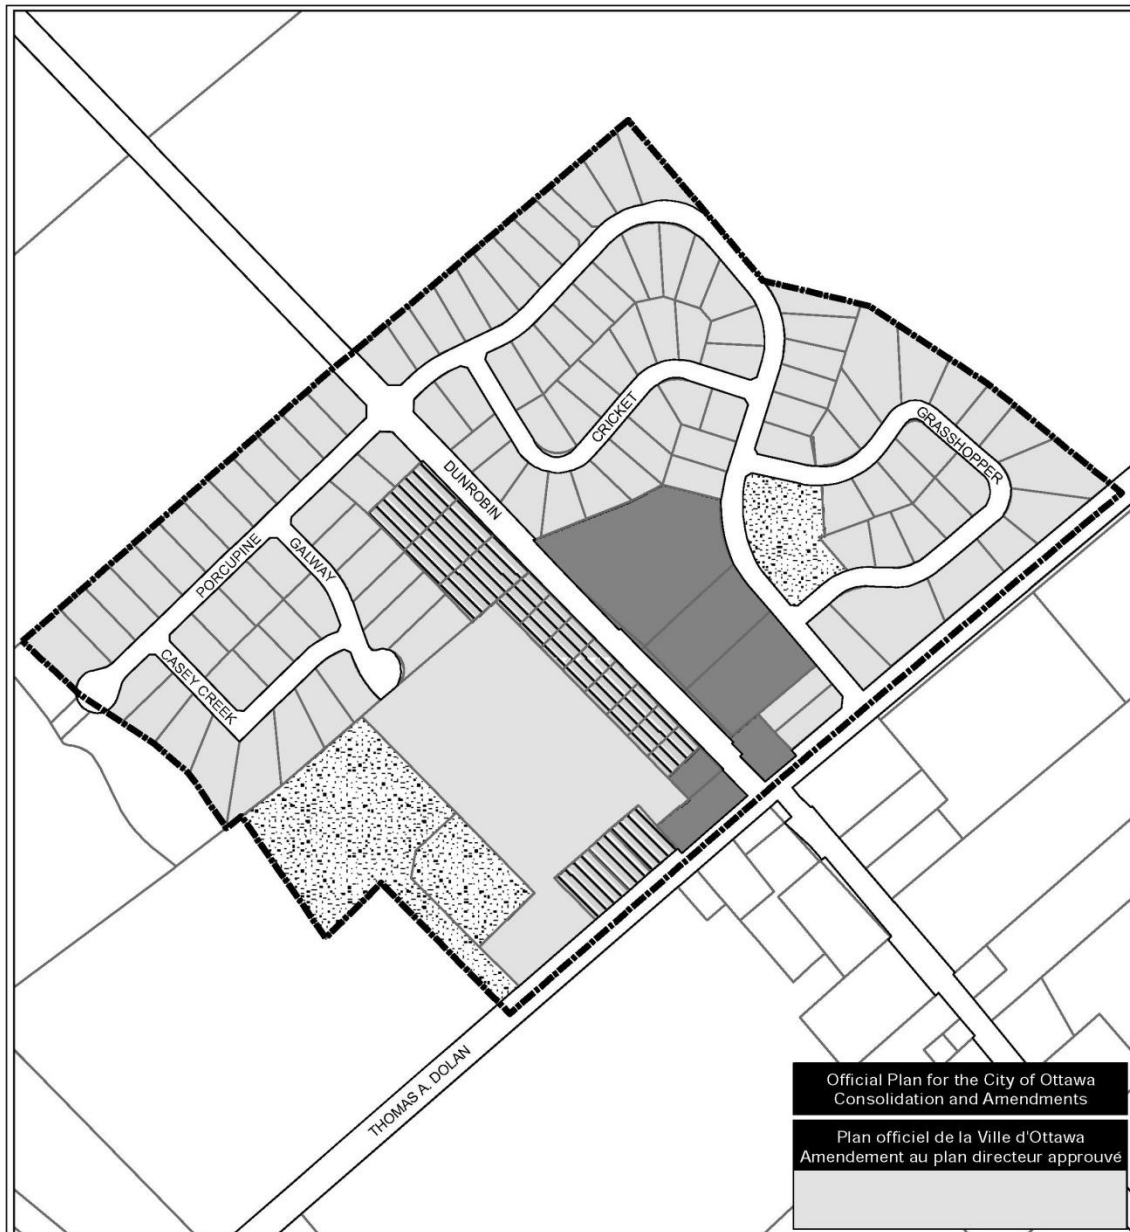 GRASSHOPPER
CRICKET
DUNROBIN
PORCUPINE
GALWAY
CASEY CREEK
THOMAS A. DOLAN
Official Plan for the City of Ottawa
Consolidation and Amendments
Plan officiel de la Ville d'Ottawa
Amendement au plan directeur approuvé